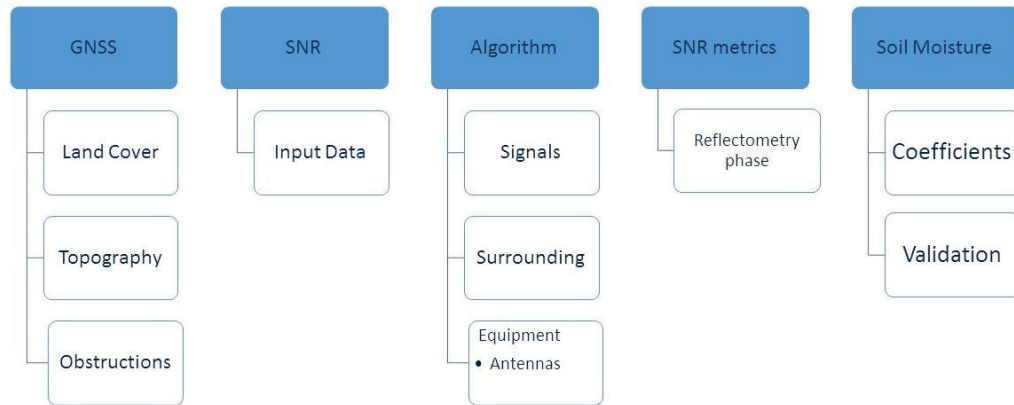 GNSS
Land Cover
Topography
Obstructions
SNR
Input Data
Algorithm
Signals
Surrounding
Equipment
• Antennas
SNR metrics
Reflectometry
phase
Soil Moisture
Coefficients
Validation